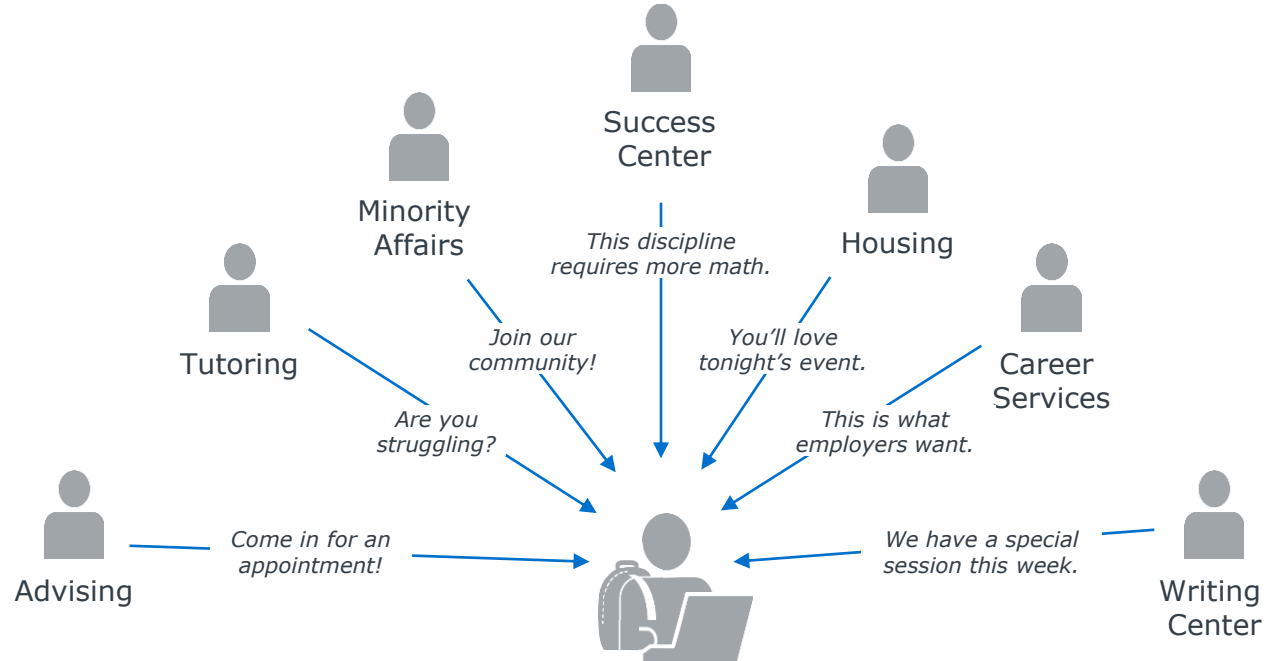 Success
Center
Minority
Affairs
Housing
This discipline
requires more math.
Tutoring
Join our
community!
You’ll love
tonight’s event.
Career
Services
Are you
struggling?
This is what
employers want.
Advising
Come in for an
appointment!
We have a special
session this week.
Writing
Center